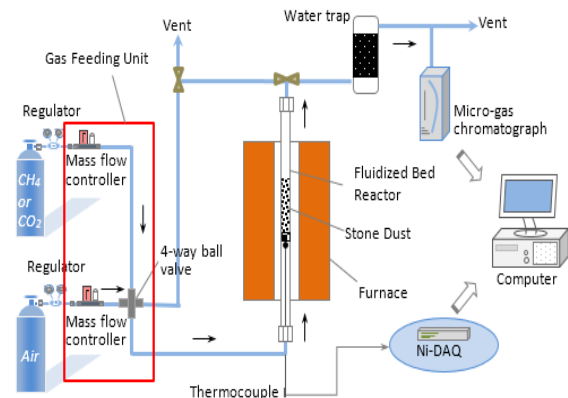 Vent
Gas Feeding Unit
Water trap
Vent
Regulator
Mass flow
controller
CH4
or
CO2
Micro-gas
chromatograph
Fluidized Bed
Reactor
Stone Dust
4-way ball
valve
Furnace
Computer
Regulator
Mass flow
controller
Air
Ni-DAQ
Thermocouple